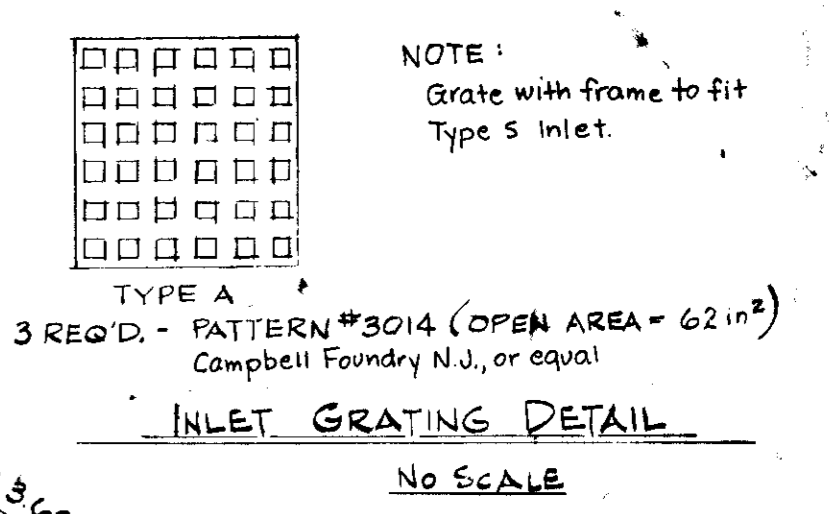 NOTE:
Grate with frame to fit
Type S Inlet.
TYPE A
3 REQ'D. - PATTERN #3014 (OPEN AREA = 62 in²)
Campbell Foundry N.J., or equal
INLET GRATING DETAIL
NO SCALE